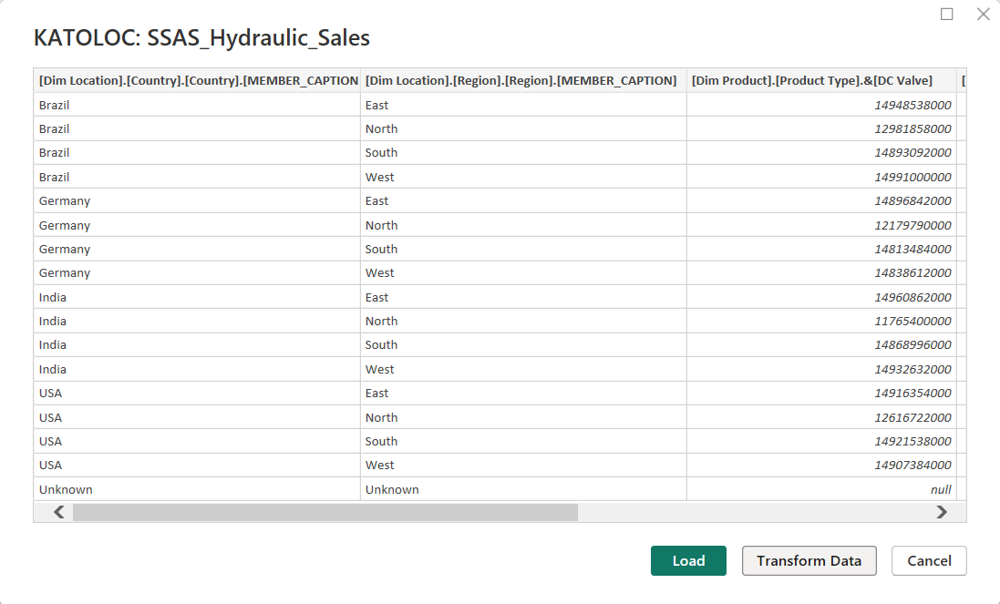 KATOLOC: SSAS_Hydraulic_Sales
[Dim Location].[Country].[Country].[MEMBER_CAPTION [Dim Location].[Region].[Region].[MEMBER_CAPTION] [Dim Product].[Product Type].&[DC Valve] [
Brazil East 14948538000
Brazil North 12981858000
Brazil South 14893092000
Brazil West 14991000000
Germany East 14896842000
Germany North 12179790000
Germany South 14813484000
Germany West 14838612000
India East 14960862000
India North 11765400000
India South 14868996000
India West 14932632000
USA East 14916354000
USA North 12616722000
USA South 14921538000
USA West 14907384000
Unknown Unknown null
Load Transform Data Cancel